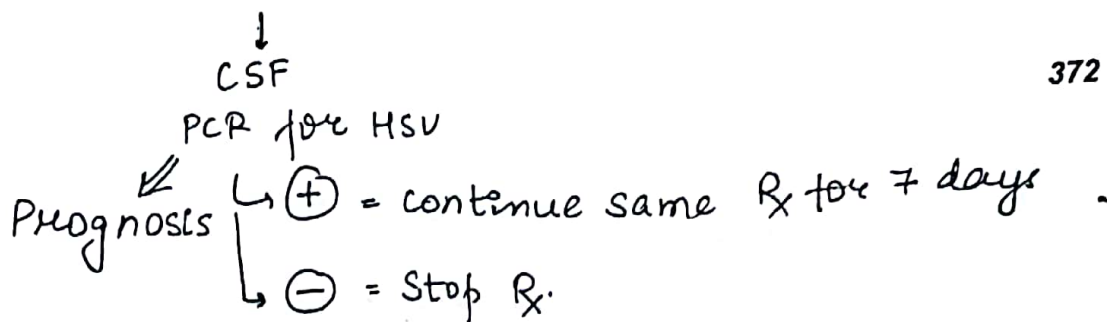 ↓
CSF
372
PCR for HSV
Prognosis
⊕ = continue same Rx for 7 days.
⊖ = Stop Rx.